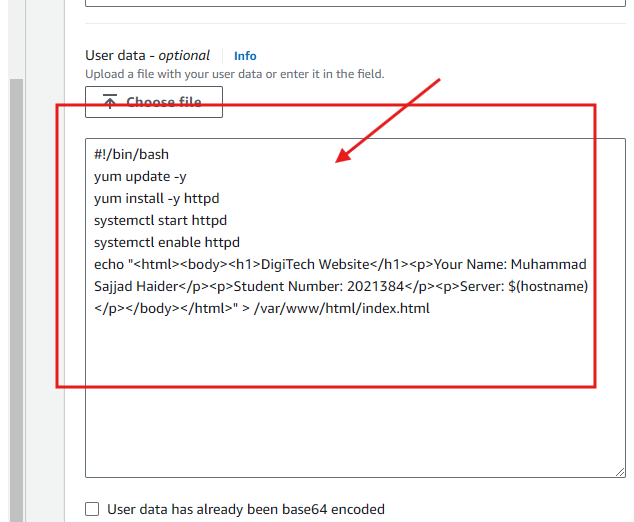 User data - optional Info
Upload a file with your user data or enter it in the field.
Choose file
#!/bin/bash
yum update -y
yum install -y httpd
systemctl start httpd
systemctl enable httpd
echo "<html><body><h1>DigiTech Website</h1><p>Your Name: Muhammad
Sajjad Haider</p><p>Student Number: 2021384</p><p>Server: $(hostname)
</p></body></html>" > /var/www/html/index.html
User data has already been base64 encoded